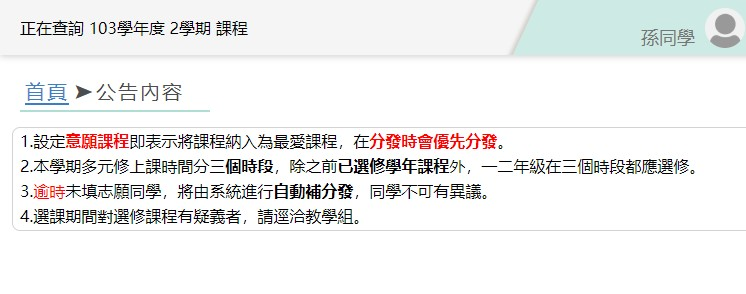 正在查詢 103學年度 2學期 課程
孫同學
首頁 ➤公告內容
1.設定意願課程即表示將課程納入為最愛課程，在分發時會優先分發。
2.本學期多元修上課時間分三個時段，除之前已選修學年課程外，一二年級在三個時段都應選修。
3.逾時未填志願同學，將由系統進行自動補分發，同學不可有異議。
4.選課期間對選修課程有疑義者，請逕洽教學組。